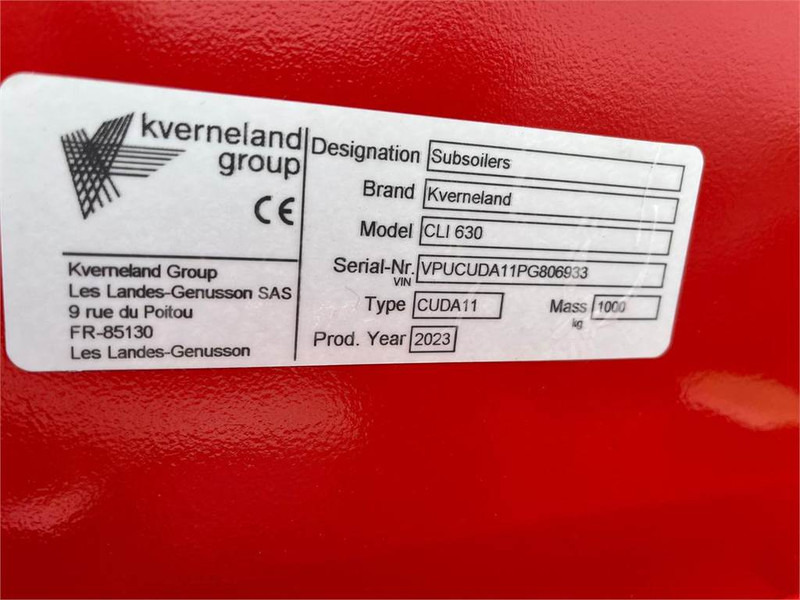 kverneland
group
CE
Kverneland Group
Les Landes-Genusson SAS
9 rue du Poitou
FR-85130
Les Landes-Genusson
Designation Subsoilers
Brand Kverneland
Model CLI 630
Serial-Nr. VPUCUDA11PG806933
VIN
Type CUDA11 Mass 1000
kg
Prod. Year 2023